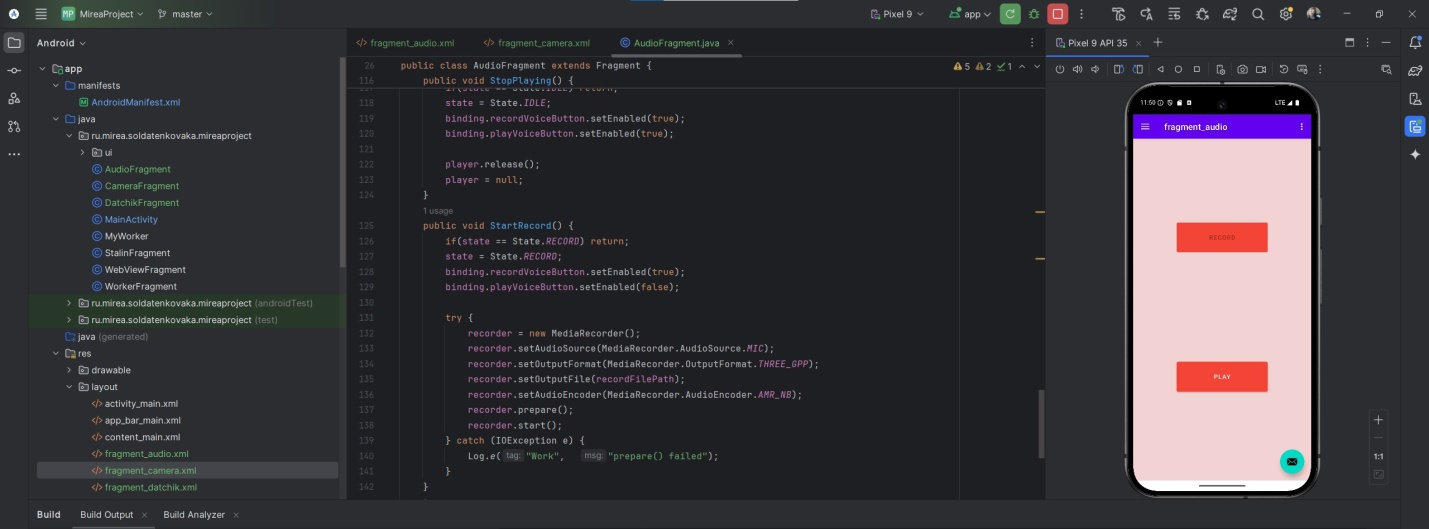 MP MireaProject master Pixel 9 app
Android
app
manifests
AndroidManifest.xml
java
ru.mirea.soldatenkovaka.mireaproject
ui
AudioFragment
CameraFragment
DatchikFragment
MainActivity
MyWorker
StalinFragment
WebViewFragment
WorkerFragment
ru.mirea.soldatenkovaka.mireaproject (androidTest)
ru.mirea.soldatenkovaka.mireaproject (test)
java (generated)
res
drawable
layout
activity_main.xml
app_bar_main.xml
content_main.xml
fragment_audio.xml
fragment_camera.xml
fragment_datchik.xml
fragment_audio.xml fragment_camera.xml AudioFragment.java
5 2 1
26 public class AudioFragment extends Fragment {
116 public void StopPlaying() {
117 if(state == State.IDLE) return;
118 state = State.IDLE;
119 binding.recordVoiceButton.setEnabled(true);
120 binding.playVoiceButton.setEnabled(true);
121
122 player.release();
123 player = null;
124 }
1 usage
125 public void StartRecord() {
126 if(state == State.RECORD) return;
127 state = State.RECORD;
128 binding.recordVoiceButton.setEnabled(true);
129 binding.playVoiceButton.setEnabled(false);
130
131 try {
132 recorder = new MediaRecorder();
133 recorder.setAudioSource(MediaRecorder.AudioSource.MIC);
134 recorder.setOutputFormat(MediaRecorder.OutputFormat.THREE_GPP);
135 recorder.setOutputFile(recordFilePath);
136 recorder.setAudioEncoder(MediaRecorder.AudioEncoder.AMR_NB);
137 recorder.prepare();
138 recorder.start();
139 } catch (IOException e) {
140 Log.e( tag: "Work", msg: "prepare() failed");
141 }
142 }
Pixel 9 API 35
11:50 LTE
fragment_audio
RECORD
PLAY
1:1
Build Build Output Build Analyzer